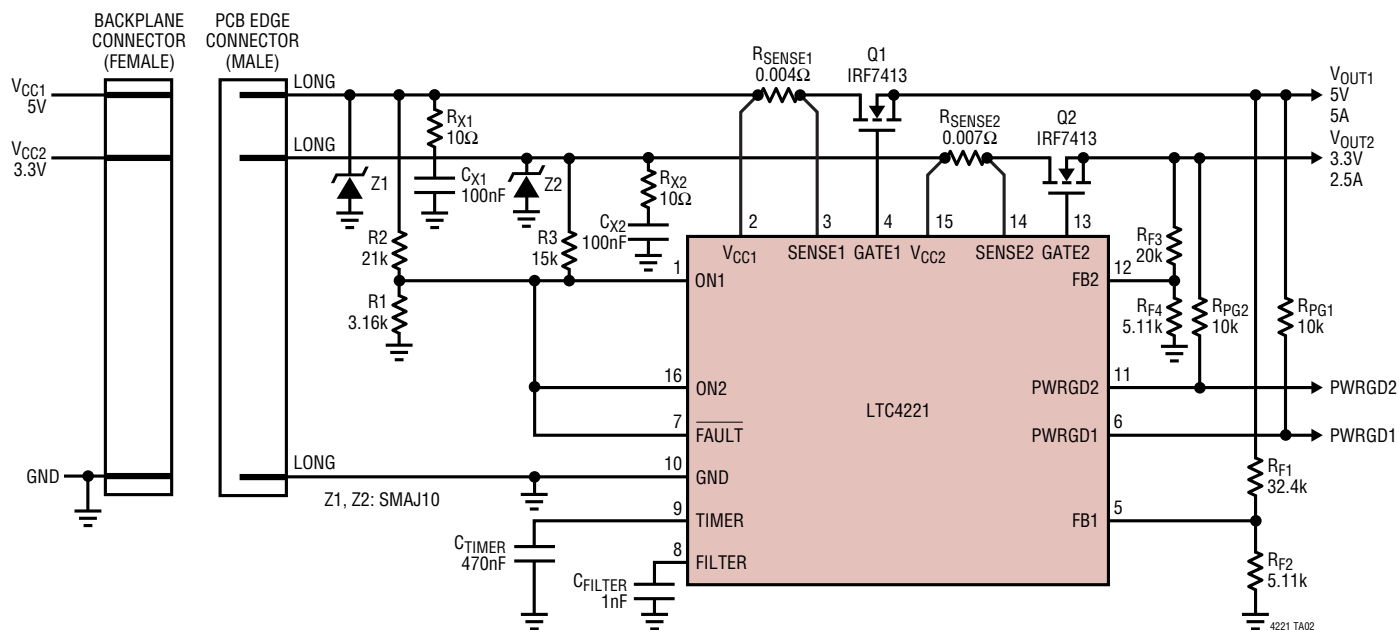 BACKPLANE
CONNECTOR
(FEMALE)
PCB EDGE
CONNECTOR
(MALE)
VCC1
5V
VCC2
3.3V
GND
LONG
LONG
LONG
Z1
RX1
10Ω
CX1
100nF
Z2
RX2
10Ω
CX2
100nF
R2
21k
R1
3.16k
R3
15k
Z1, Z2: SMAJ10
RSENSE1
0.004Ω
Q1
IRF7413
RSENSE2
0.007Ω
Q2
IRF7413
VOUT1
5V
5A
VOUT2
3.3V
2.5A
2
3
4
15
14
13
VCC1
SENSE1
GATE1
VCC2
SENSE2
GATE2
1
ON1
16
ON2
7
FAULT
10
GND
9
TIMER
8
FILTER
LTC4221
12
FB2
11
PWRGD2
6
PWRGD1
5
FB1
CTIMER
470nF
CFILTER
1nF
RF3
20k
RF4
5.11k
RPG2
10k
RPG1
10k
PWRGD2
PWRGD1
RF1
32.4k
RF2
5.11k
4221 TA02